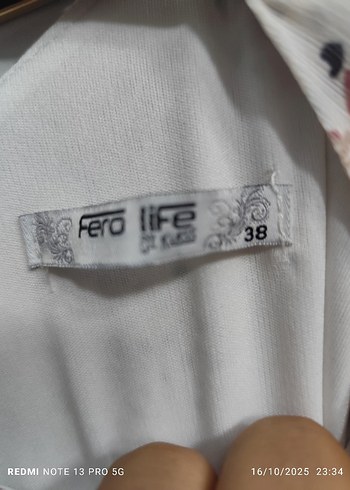 Fero life
38
REDMI NOTE 13 PRO 5G
16/10/2025 23:34